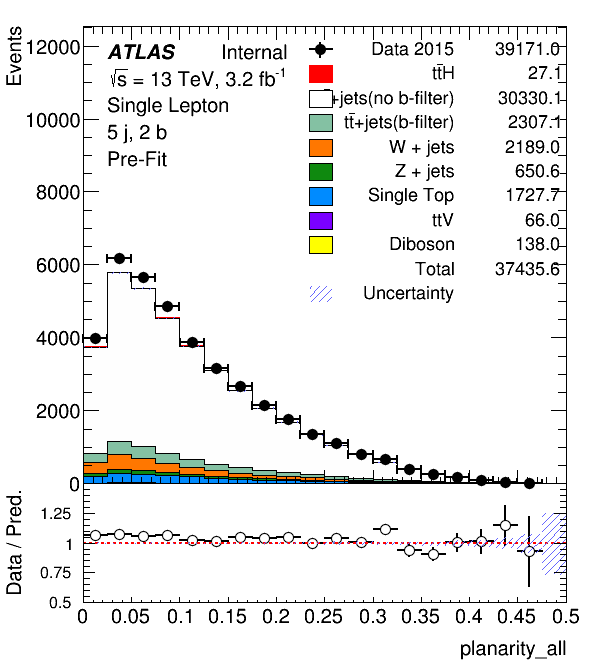 Events
12000
10000
8000
6000
4000
2000
0
ATLAS Internal
√s = 13 TeV, 3.2 fb-1
Single Lepton
5 j, 2 b
Pre-Fit
Data 2015 39171.0
tt̄H 27.1
+jets(no b-filter) 30330.1
tt̄+jets(b-filter) 2307.1
W + jets 2189.0
Z + jets 650.6
Single Top 1727.7
ttV 66.0
Diboson 138.0
Total 37435.6
Uncertainty
Data / Pred.
1.25
1
0.75
0.5
0 0.05 0.1 0.15 0.2 0.25 0.3 0.35 0.4 0.45 0.5
planarity_all